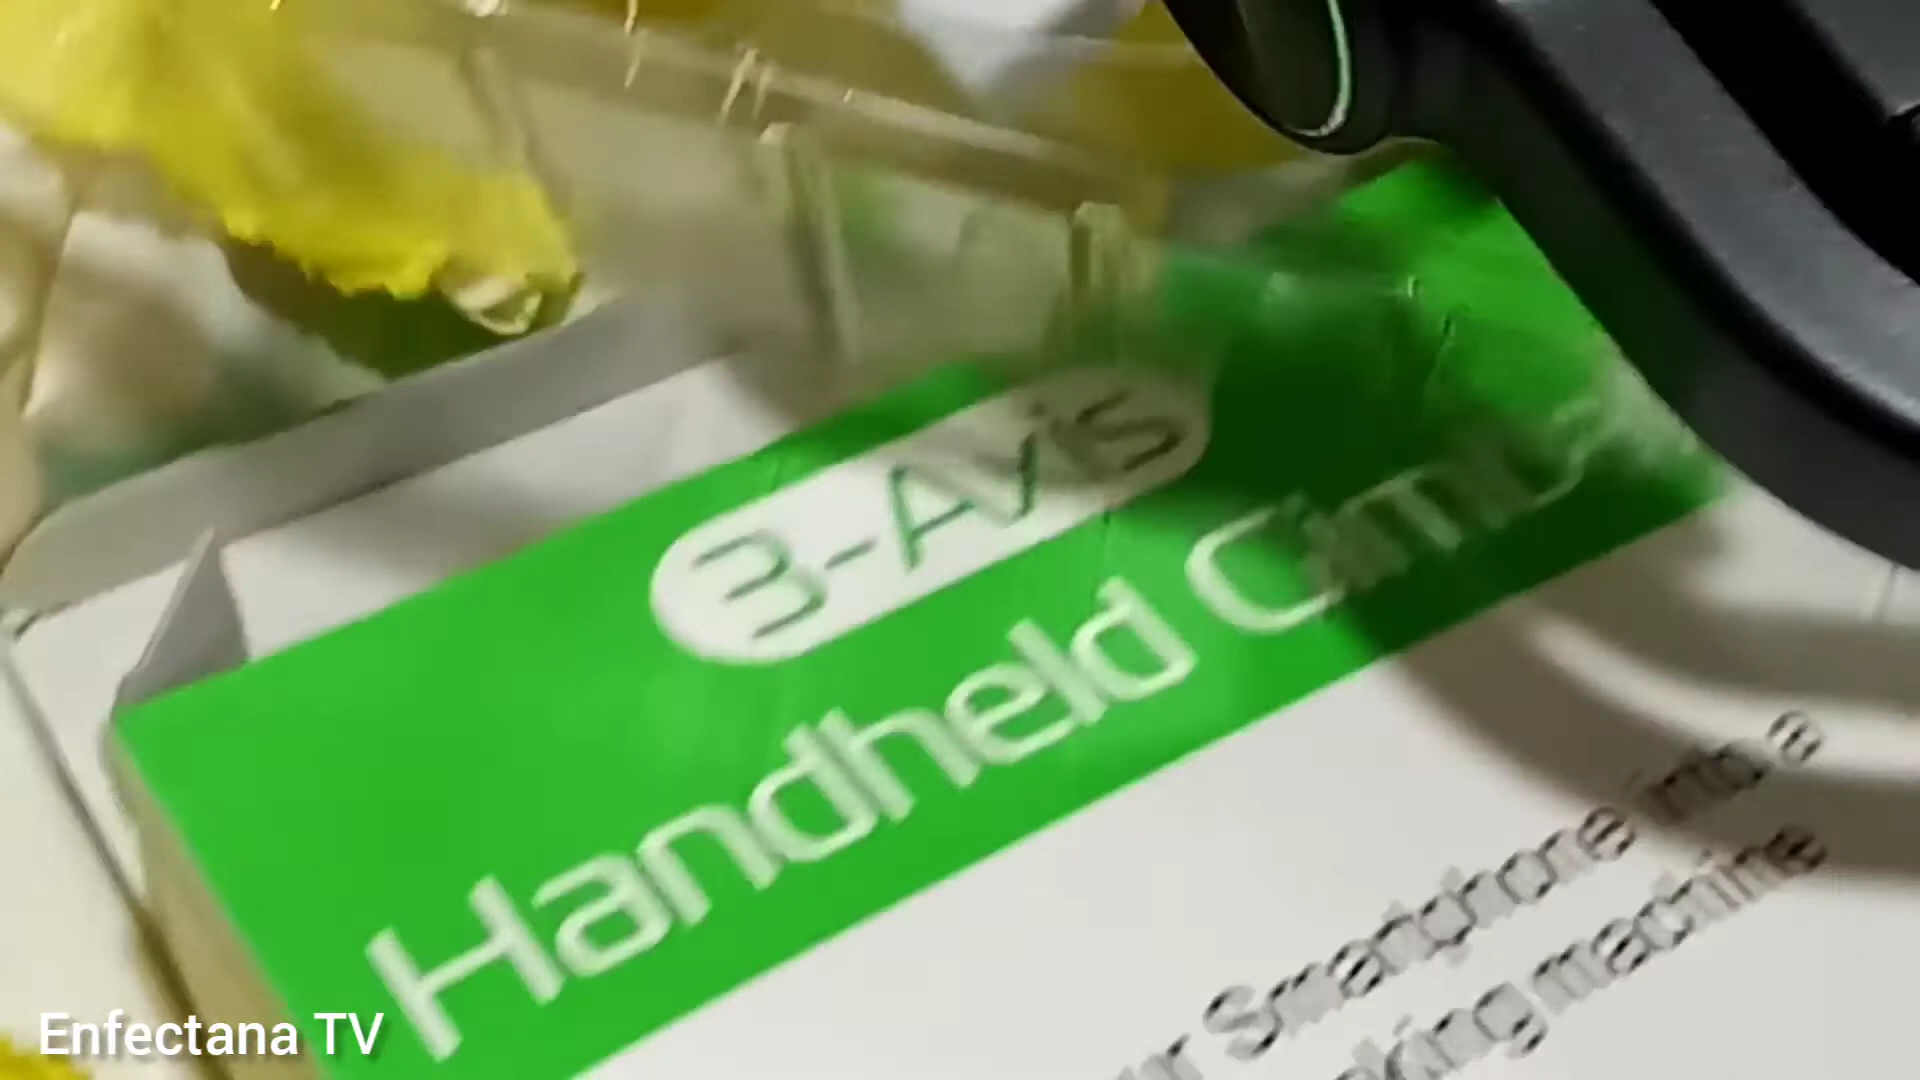 3-Axis
Handheld
Smartphone into a
machine
Enfectana TV